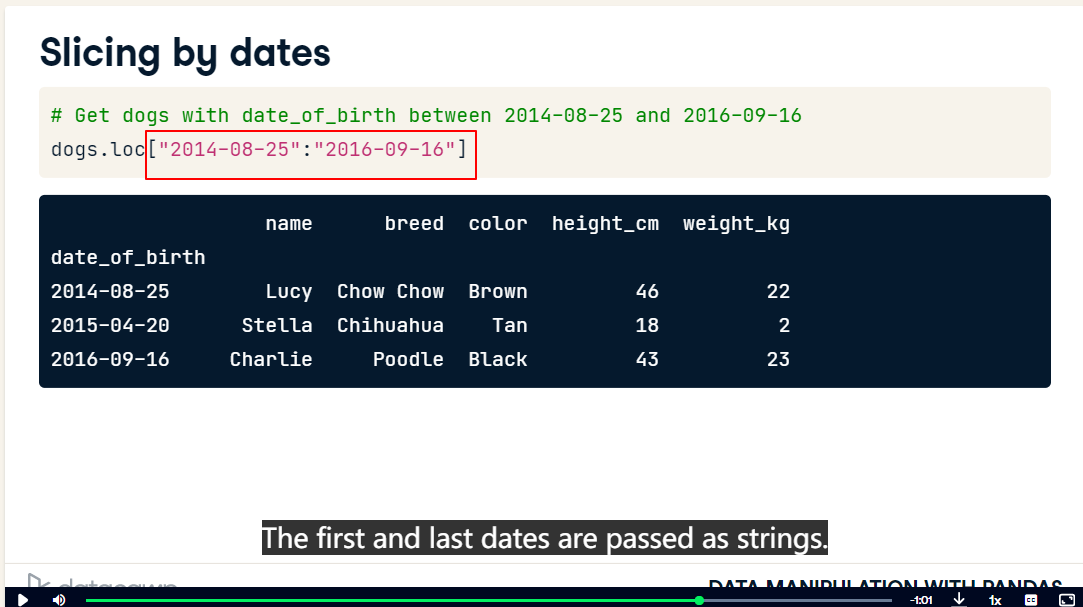 Slicing by dates
# Get dogs with date_of_birth between 2014-08-25 and 2016-09-16
dogs.loc["2014-08-25":"2016-09-16"]
name breed color height_cm weight_kg
date_of_birth
2014-08-25 Lucy Chow Chow Brown 46 22
2015-04-20 Stella Chihuahua Tan 18 2
2016-09-16 Charlie Poodle Black 43 23
The first and last dates are passed as strings.
datacamp
DATA MANIPULATION WITH PANDAS
-1:01 1x CC